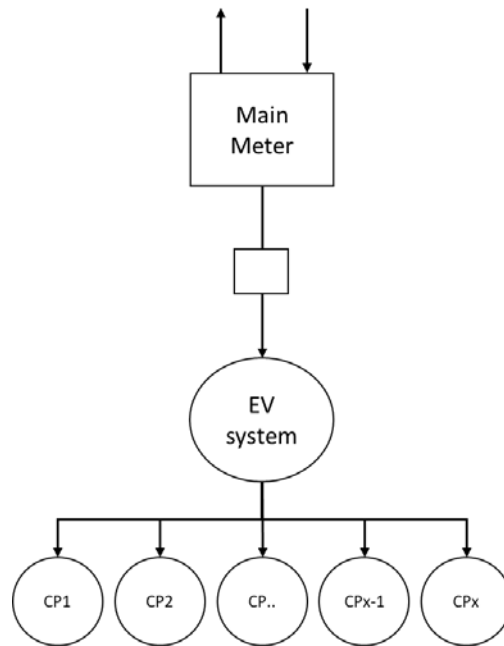 Main
Meter
EV
system
CP1
CP2
CP..
CPx-1
CPx